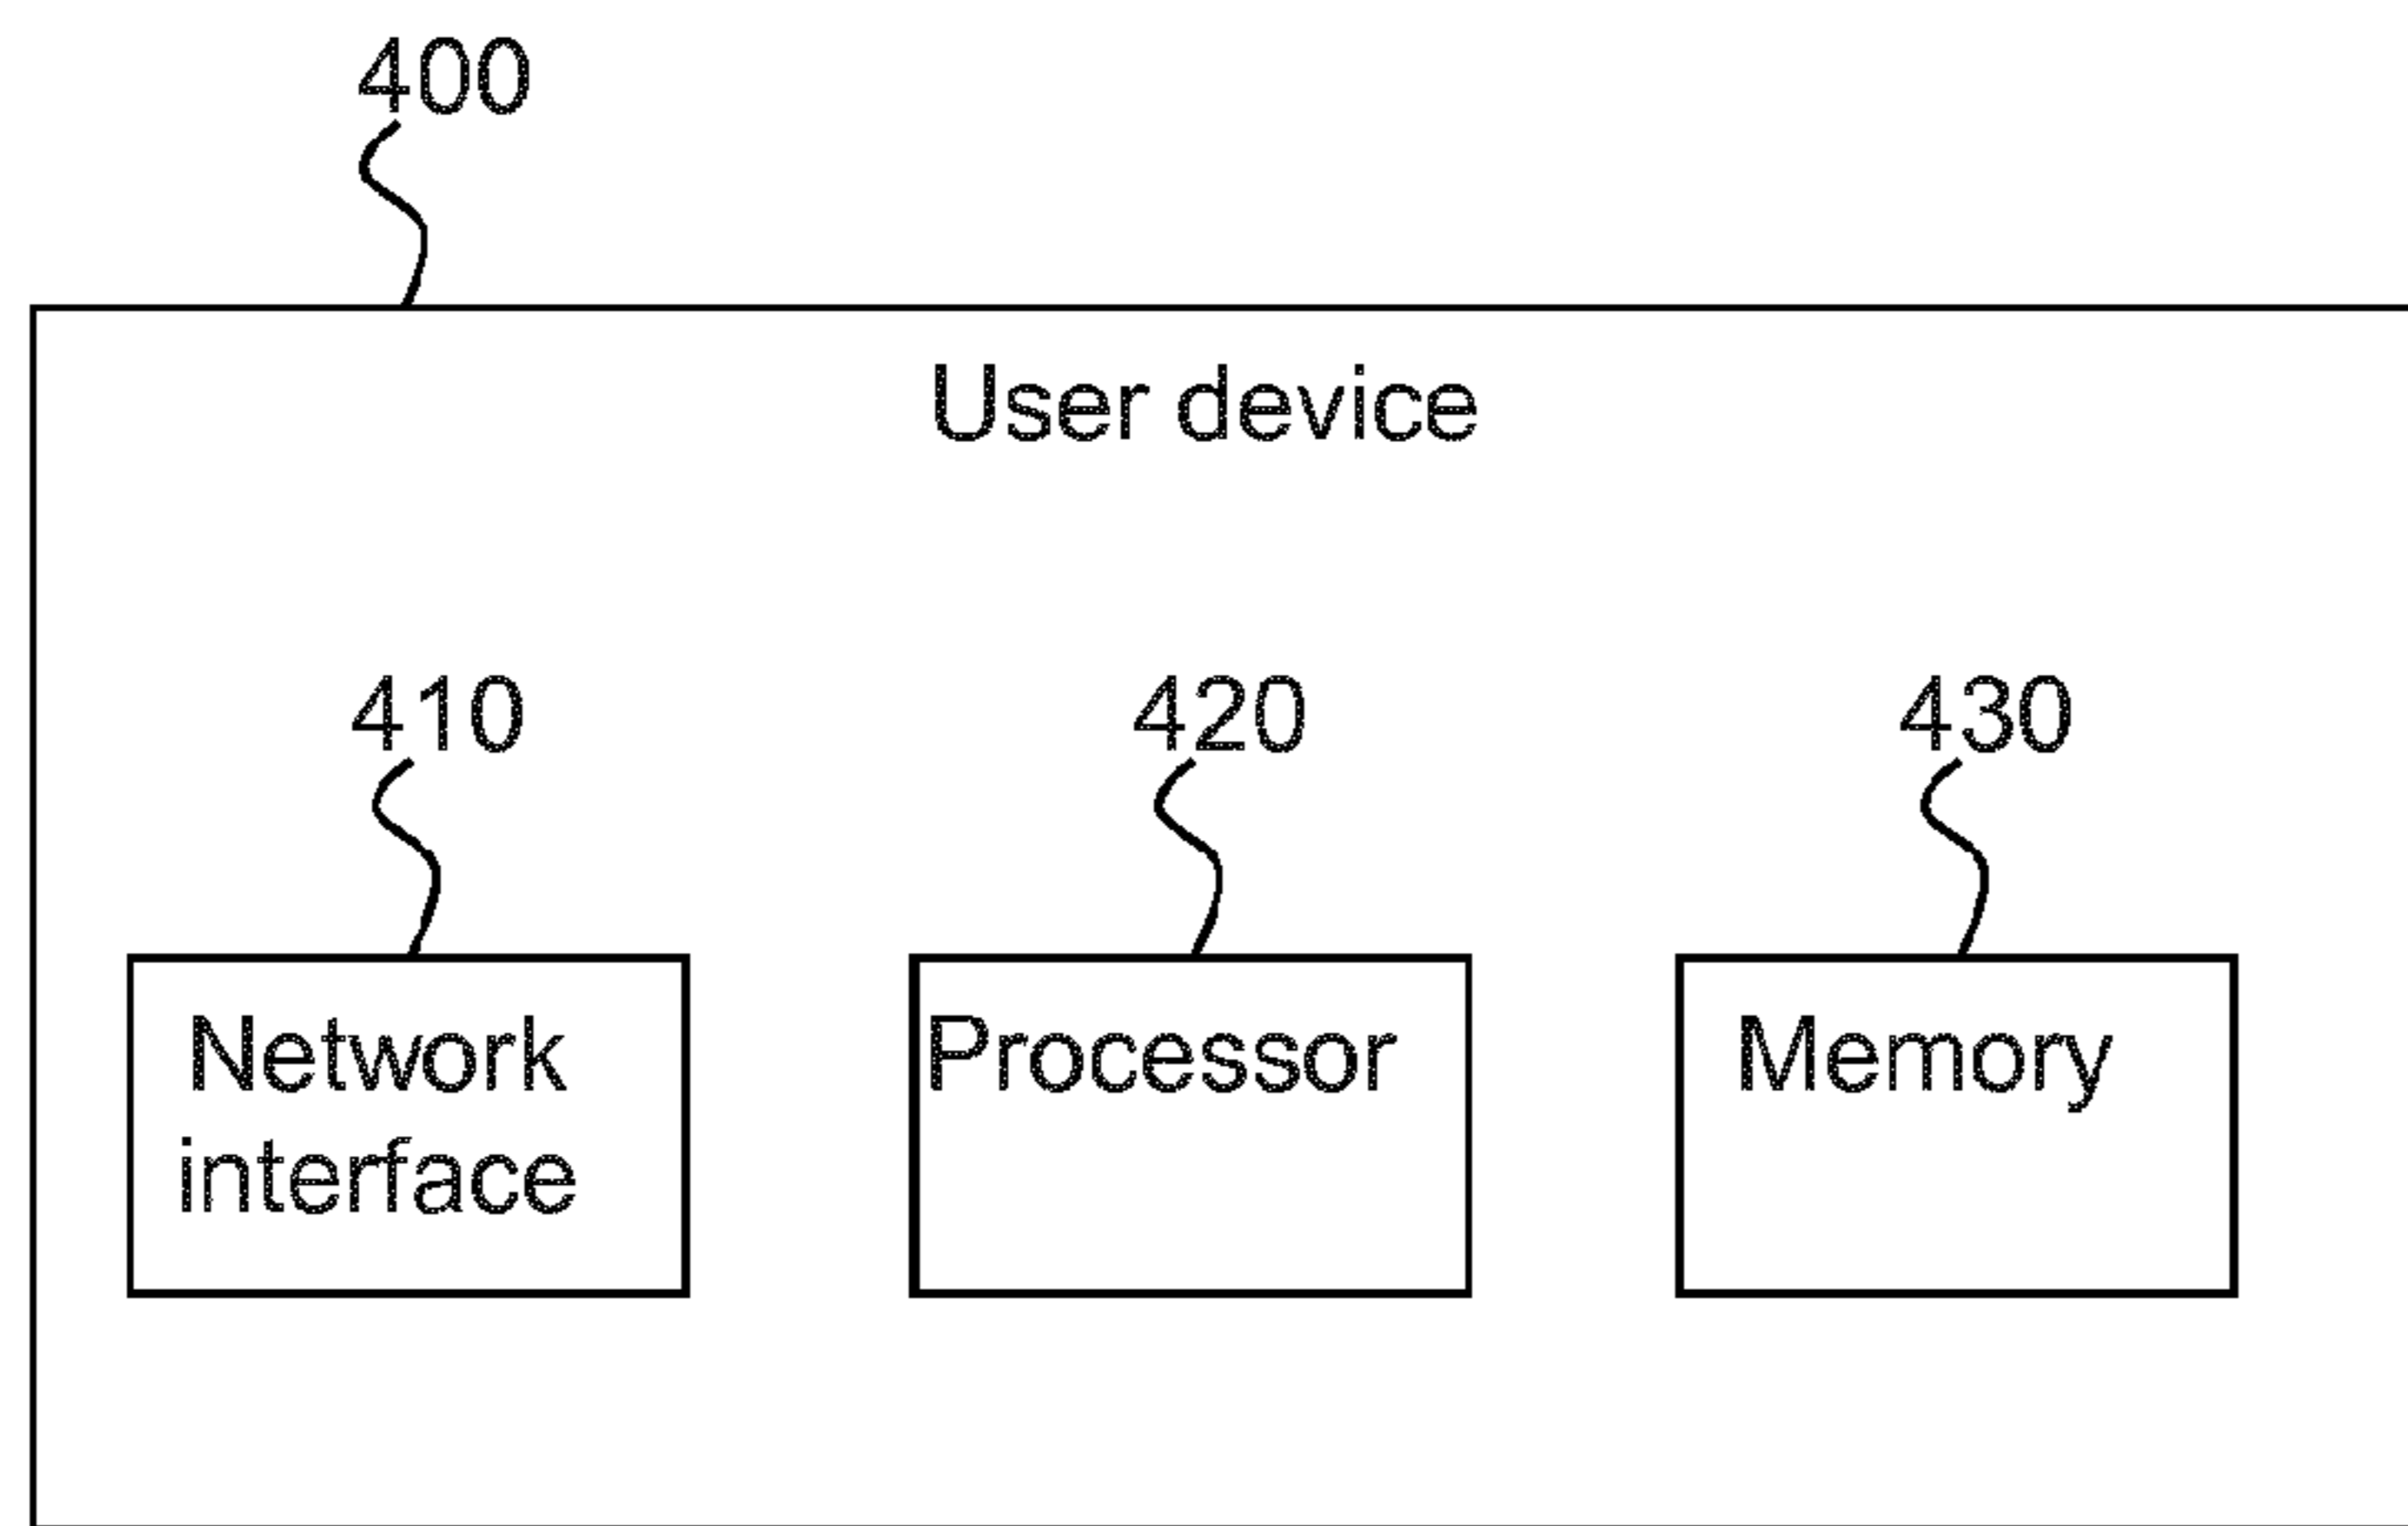 400
User device
410
420
430
Network
interface
Processor
Memory